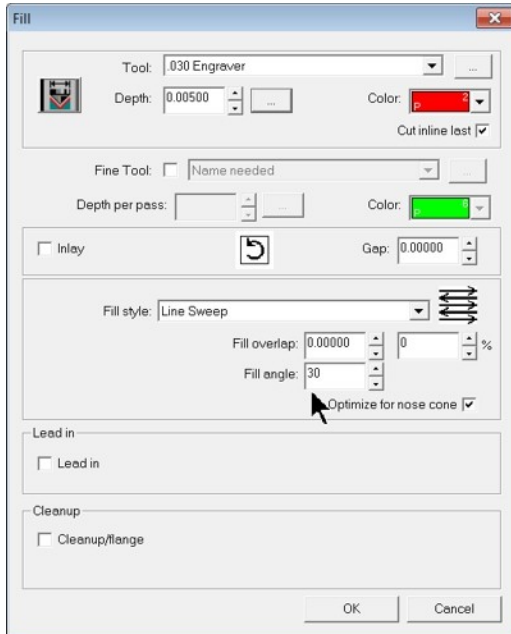 Fill
Tool: .030 Engraver ...
Depth: 0.00500 ... Color: P 2
Cut inline last
Fine Tool: Name needed ...
Depth per pass: ... Color: P
Inlay Gap: 0.00000
Fill style: Line Sweep
Fill overlap: 0.00000 0 %
Fill angle: 30
Optimize for nose cone
Lead in
Lead in
Cleanup
Cleanup/flange
OK Cancel